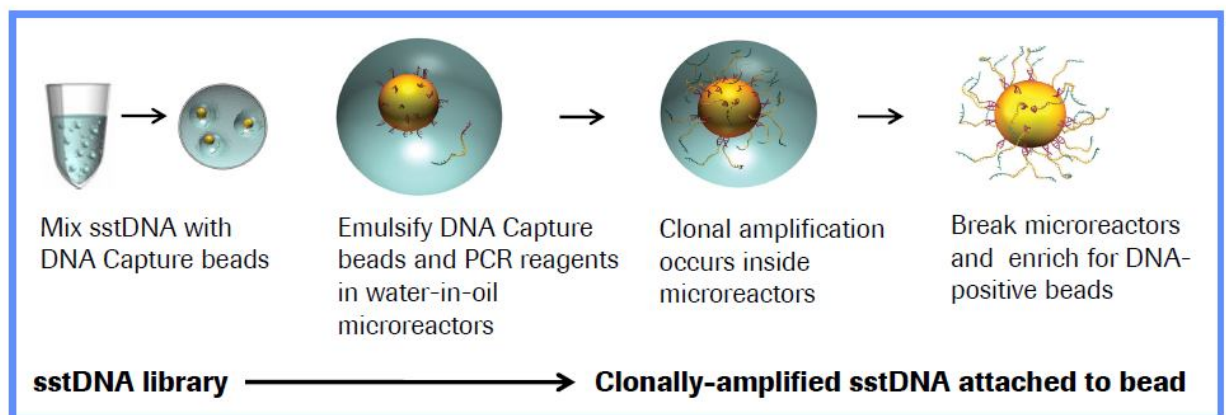 Mix sstDNA with
DNA Capture beads
Emulsify DNA Capture
beads and PCR reagents
in water-in-oil
microreactors
Clonal amplification
occurs inside
microreactors
Break microreactors
and enrich for DNA-
positive beads
sstDNA library
Clonally-amplified sstDNA attached to bead